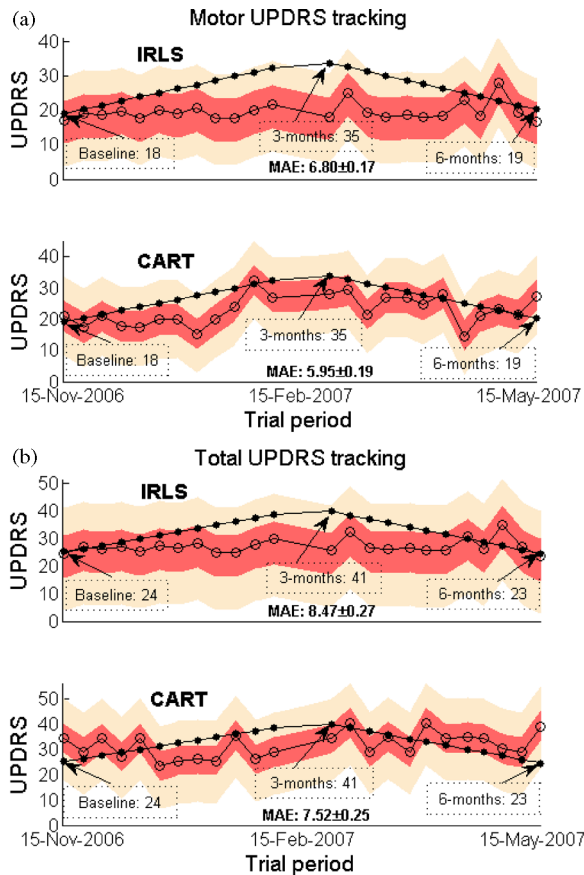 (a)
Motor UPDRS tracking
IRLS
UPDRS
40
30
20
10
0
Baseline: 18
3-months: 35
6-months: 19
MAE: 6.80±0.17
CART
UPDRS
40
30
20
10
0
Baseline: 18
3-months: 35
6-months: 19
MAE: 5.95±0.19
15-Nov-2006
15-Feb-2007
15-May-2007
Trial period
(b)
Total UPDRS tracking
IRLS
UPDRS
50
40
30
20
10
0
Baseline: 24
3-months: 41
6-months: 23
MAE: 8.47±0.27
CART
UPDRS
50
40
30
20
10
0
Baseline: 24
3-months: 41
6-months: 23
MAE: 7.52±0.25
15-Nov-2006
15-Feb-2007
15-May-2007
Trial period